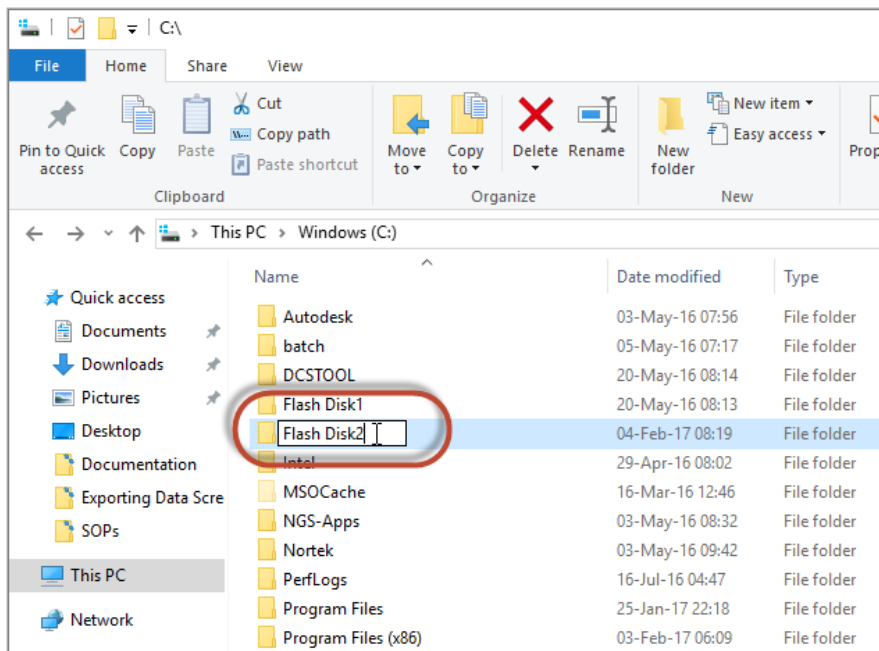 C:\
File Home Share View
Pin to Quick access
Copy
Paste
Cut
Copy path
Paste shortcut
Clipboard
Move to
Copy to
Delete
Rename
Organize
New folder
New item
Easy access
New
Prop
This PC > Windows (C:)
Quick access
Documents
Downloads
Pictures
Desktop
Documentation
Exporting Data Scre
SOPs
This PC
Network
Name Date modified Type
Autodesk 03-May-16 07:56 File folder
batch 05-May-16 07:17 File folder
DCSTOOL 20-May-16 08:14 File folder
Flash Disk1 20-May-16 08:13 File folder
Flash Disk2 04-Feb-17 08:19 File folder
Intel 29-Apr-16 08:02 File folder
MSOCache 16-Mar-16 12:46 File folder
NGS-Apps 03-May-16 08:32 File folder
Nortek 03-May-16 09:42 File folder
PerfLogs 16-Jul-16 04:47 File folder
Program Files 25-Jan-17 22:18 File folder
Program Files (x86) 03-Feb-17 06:09 File folder